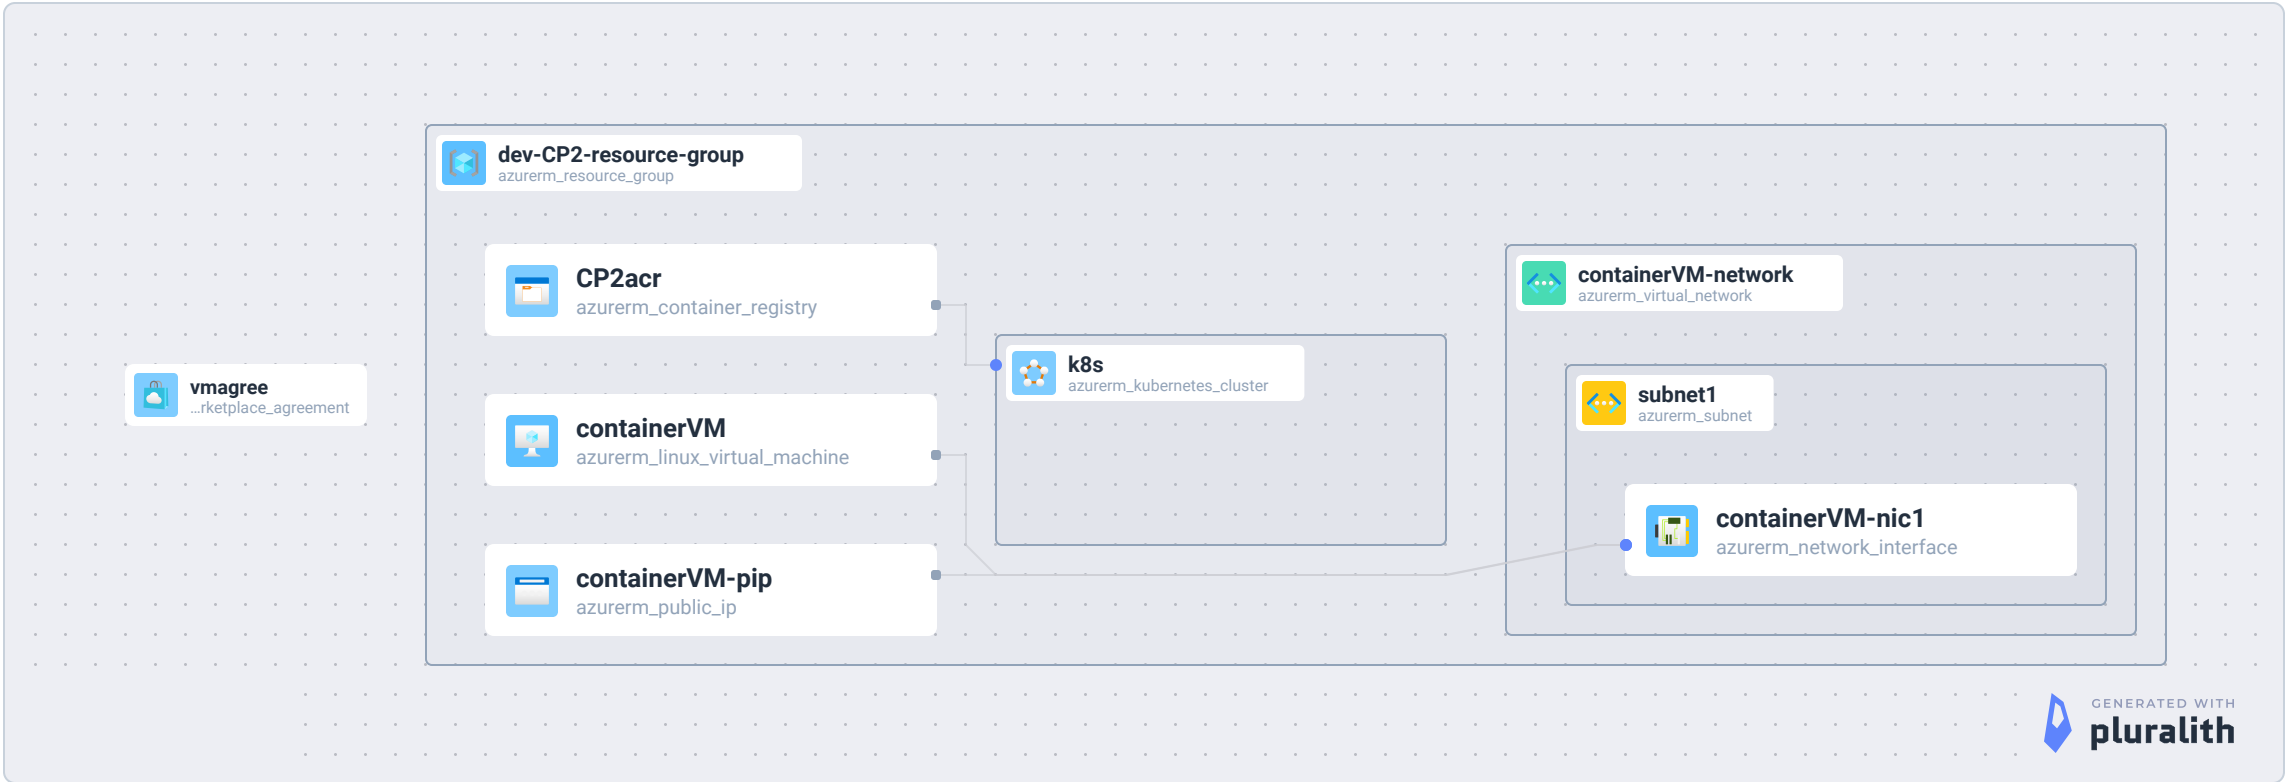 dev-CP2-resource-group
azurerm_resource_group
CP2acr
azurerm_container_registry
containerVM-network
azurerm_virtual_network
k8s
azurerm_kubernetes_cluster
vmagree
...rketplace_agreement
subnet1
azurerm_subnet
containerVM
azurerm_linux_virtual_machine
containerVM-nic1
azurerm_network_interface
containerVM-pip
azurerm_public_ip
GENERATED WITH
pluralith